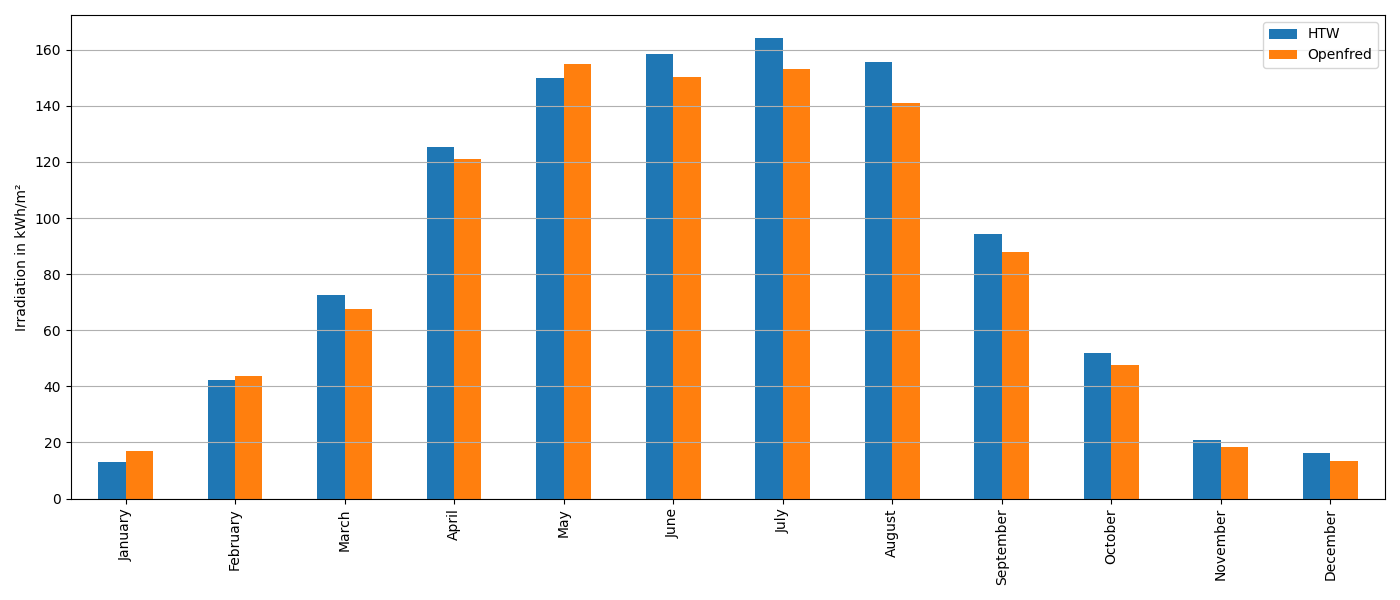 HTW
Openfred
Irradiation in kWh/m²
160
140
120
100
80
60
40
20
0
January
February
March
April
May
June
July
August
September
October
November
December